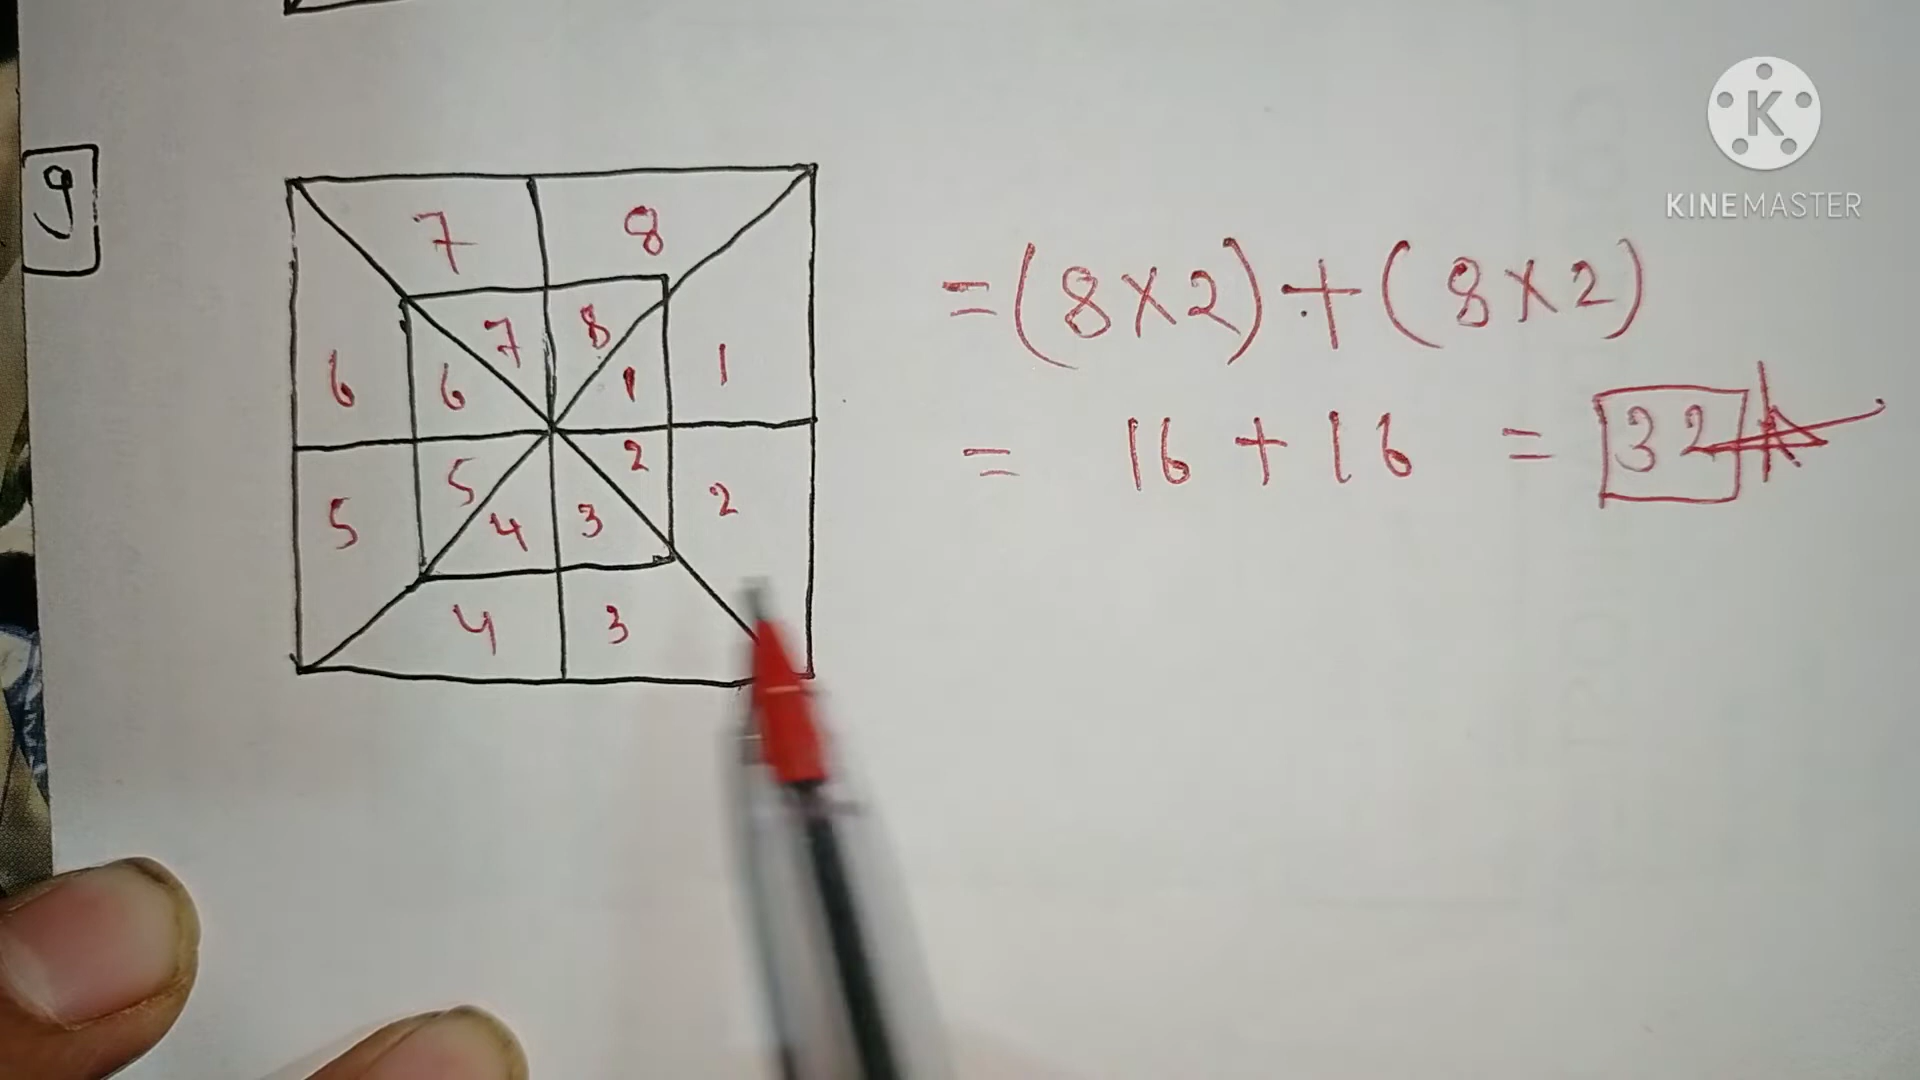 9
7 8
7 8
6 6 1 1
5 5 2 2
4 3
4 3
= (8 × 2) + (8 × 2)
= 16 + 16 = 32
K
KINEMASTER